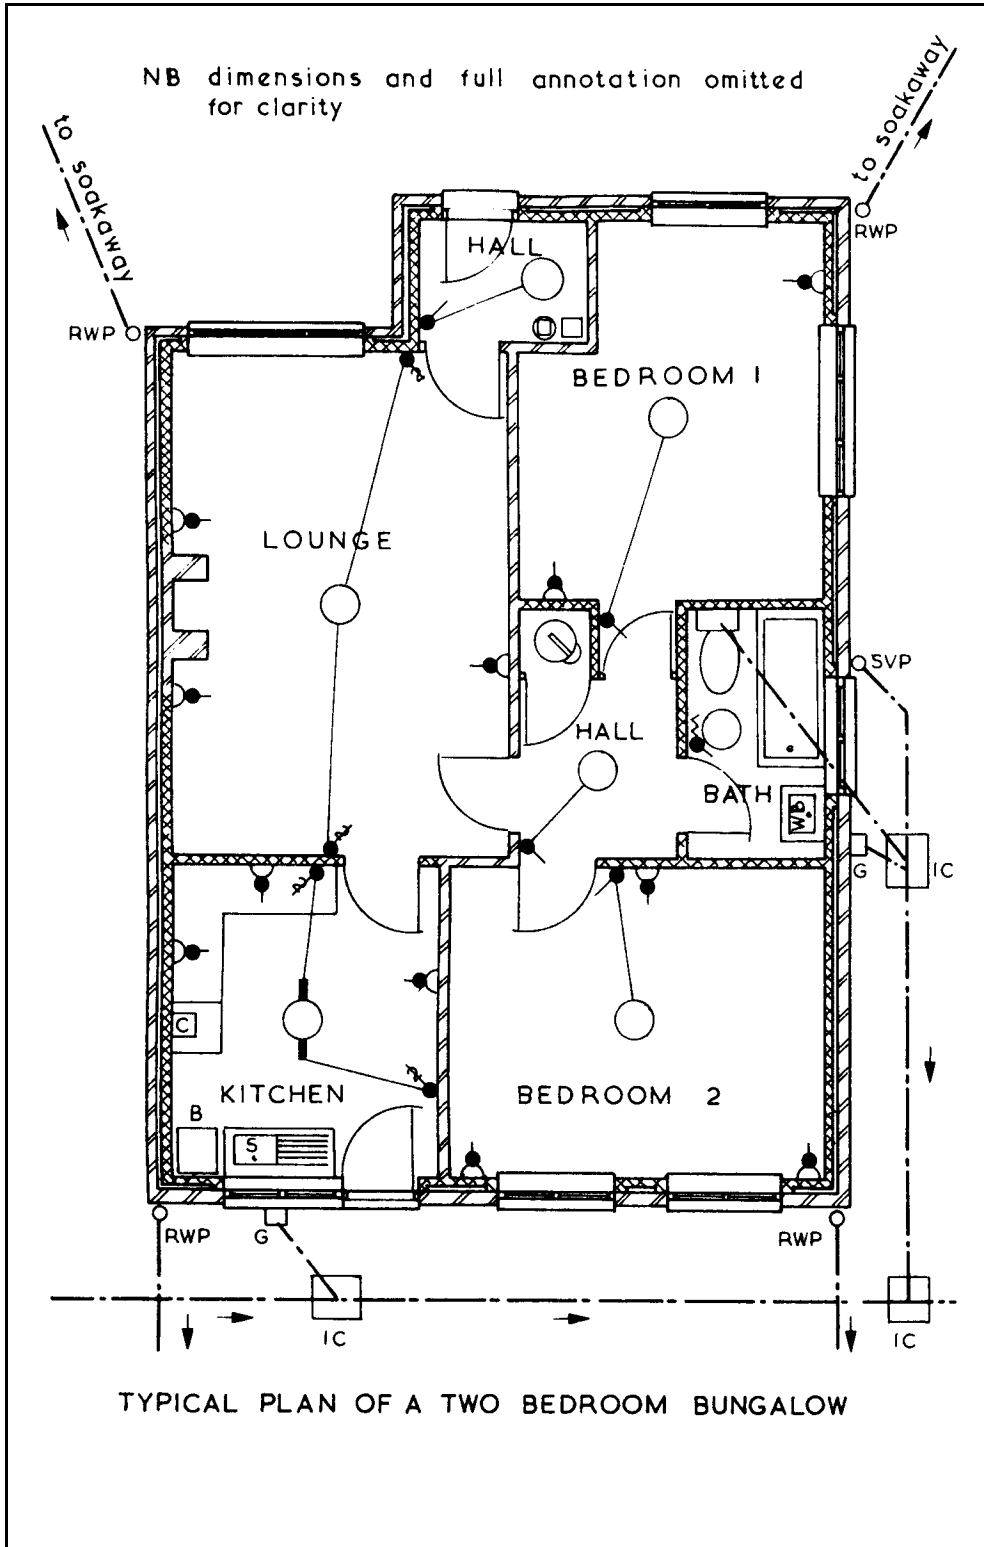 NB dimensions and full annotation omitted
for clarity
to soakaway
to soakaway
RWP
HALL
RWP
BEDROOM 1
LOUNGE
SVP
HALL
BATH
WB
G
IC
C
KITCHEN
BEDROOM 2
B
S
RWP
G
RWP
IC
IC
TYPICAL PLAN OF A TWO BEDROOM BUNGALOW